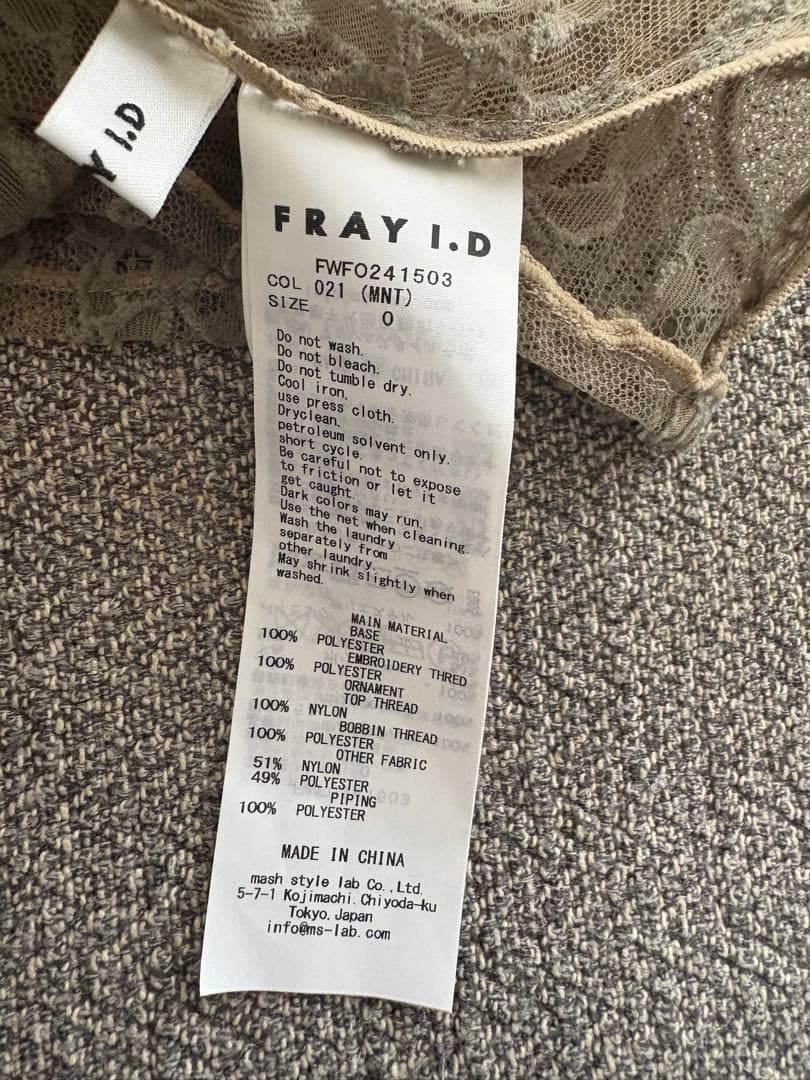 Y I.D
FRAY I.D
FWFO241503
COL 021 (MNT)
SIZE 0
Do not wash.
Do not bleach.
Do not tumble dry.
Cool iron,
use press cloth.
Dryclean,
petroleum solvent only.
short cycle.
Be careful not to expose
to friction or let it
get caught.
Dark colors may run.
Use the net when cleaning.
Wash the laundry
separately from
other laundry.
May shrink slightly when
washed.
MAIN MATERIAL
BASE
100% POLYESTER
EMBROIDERY THRED
100% POLYESTER
ORNAMENT
TOP THREAD
100% NYLON
BOBBIN THREAD
100% POLYESTER
OTHER FABRIC
51% NYLON
49% POLYESTER
PIPING
100% POLYESTER
MADE IN CHINA
mash style lab Co.,Ltd.
5-7-1 Kojimachi.Chiyoda-ku
Tokyo.Japan
info@ms-lab.com